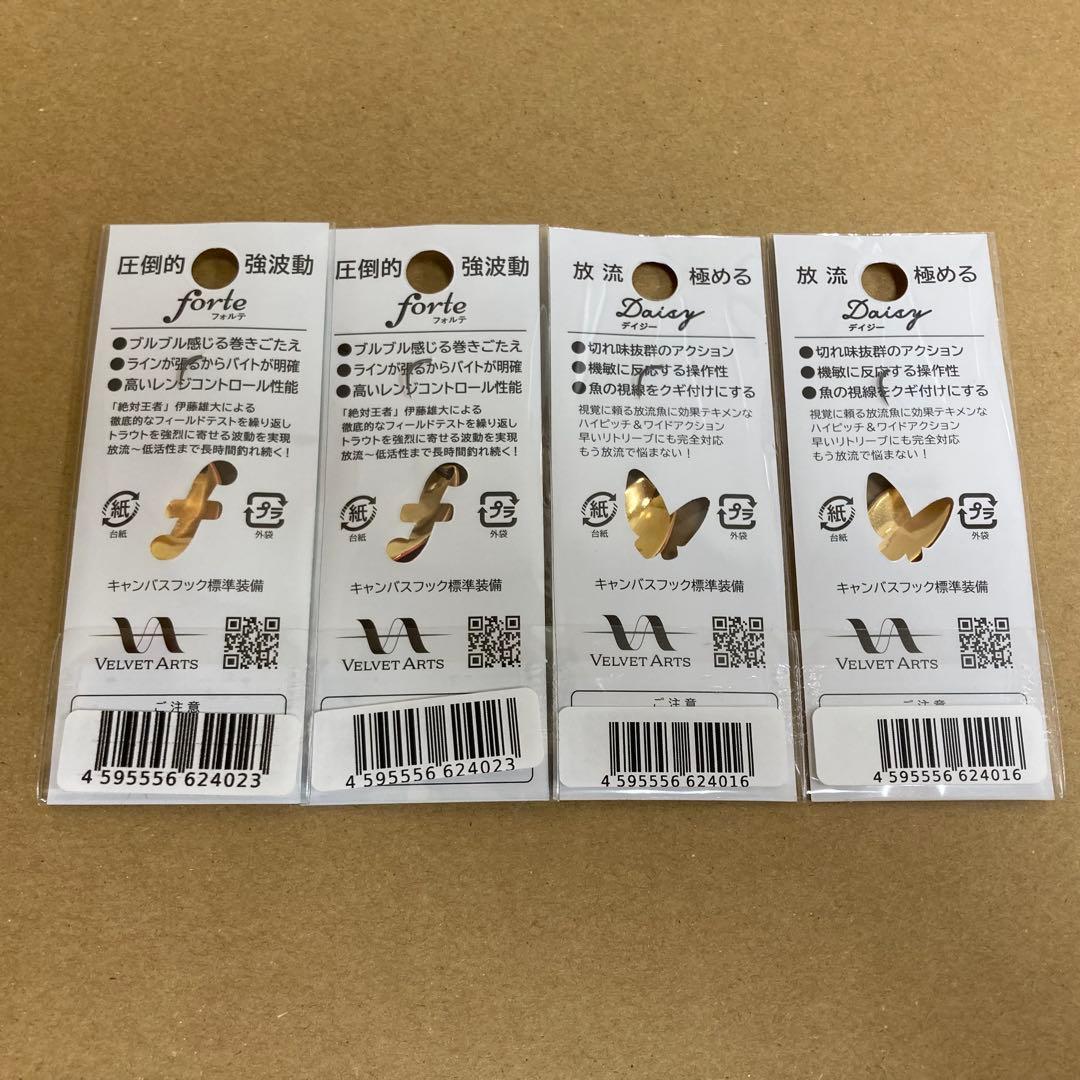 圧倒的 強波動
forte
フォルテ
●ブルブル感じる巻きごたえ
●ラインが張るからバイトが明確
●高いレンジコントロール性能
「絶対王者」伊藤雄大による
徹底的なフィールドテストを繰り返し
トラウトを強烈に寄せる波動を実現
放流～低活性まで長時間釣れ続く!
紙
台紙
プラ
外袋
キャンバスフック標準装備
VELVET ARTS
ご注意
4 595556 624023
圧倒的 強波動
forte
フォルテ
●ブルブル感じる巻きごたえ
●ラインが張るからバイトが明確
●高いレンジコントロール性能
「絶対王者」伊藤雄大による
徹底的なフィールドテストを繰り返し
トラウトを強烈に寄せる波動を実現
放流～低活性まで長時間釣れ続く!
紙
台紙
プラ
外袋
キャンバスフック標準装備
VELVET ARTS
4 595556 624023
放流 極める
Daisy
デイジー
●切れ味抜群のアクション
●機敏に反応する操作性
●魚の視線をクギ付けにする
視覚に頼る放流魚に効果テキメンな
ハイピッチ&ワイドアクション
早いリトリーブにも完全対応
もう放流で悩まない!
紙
台紙
プラ
外袋
キャンバスフック標準装備
VELVET ARTS
ご注意
4 595556 624016
放流 極める
Daisy
デイジー
●切れ味抜群のアクション
●機敏に反応する操作性
●魚の視線をクギ付けにする
視覚に頼る放流魚に効果テキメンな
ハイピッチ&ワイドアクション
早いリトリーブにも完全対応
もう放流で悩まない!
紙
台紙
プラ
外袋
キャンバスフック標準装備
VELVET ARTS
ご注意
4 595556 624016